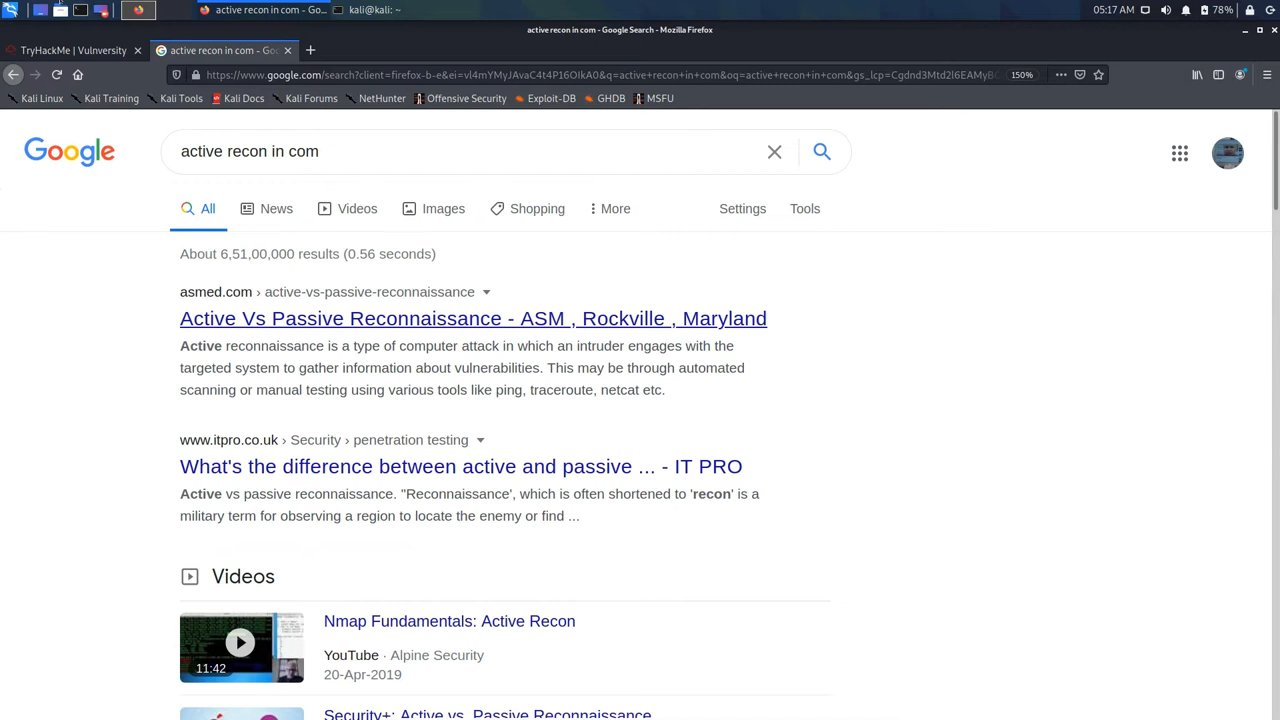 active recon in com - Go...
kali@kali: ~
05:17 AM
78%
active recon in com - Google Search - Mozilla Firefox
TryHackMe | Vulnversity
active recon in com - Goo
https://www.google.com/search?client=firefox-b-e&ei=vl4mYMyJAvaC4t4P16OIkA0&q=active+recon+in+com&oq=active+recon+in+com&gs_lcp=Cgdnd3Mtd2l6EAMyBC
150%
Kali Linux
Kali Training
Kali Tools
Kali Docs
Kali Forums
NetHunter
Offensive Security
Exploit-DB
GHDB
MSFU
Google
active recon in com
All
News
Videos
Images
Shopping
More
Settings
Tools
About 6,51,00,000 results (0.56 seconds)
asmed.com › active-vs-passive-reconnaissance
Active Vs Passive Reconnaissance - ASM , Rockville , Maryland
Active reconnaissance is a type of computer attack in which an intruder engages with the
targeted system to gather information about vulnerabilities. This may be through automated
scanning or manual testing using various tools like ping, traceroute, netcat etc.
www.itpro.co.uk › Security › penetration testing
What's the difference between active and passive ... - IT PRO
Active vs passive reconnaissance. "Reconnaissance', which is often shortened to 'recon' is a
military term for observing a region to locate the enemy or find ...
Videos
11:42
Nmap Fundamentals: Active Recon
YouTube · Alpine Security
20-Apr-2019
Security+: Active vs. Passive Reconnaissance